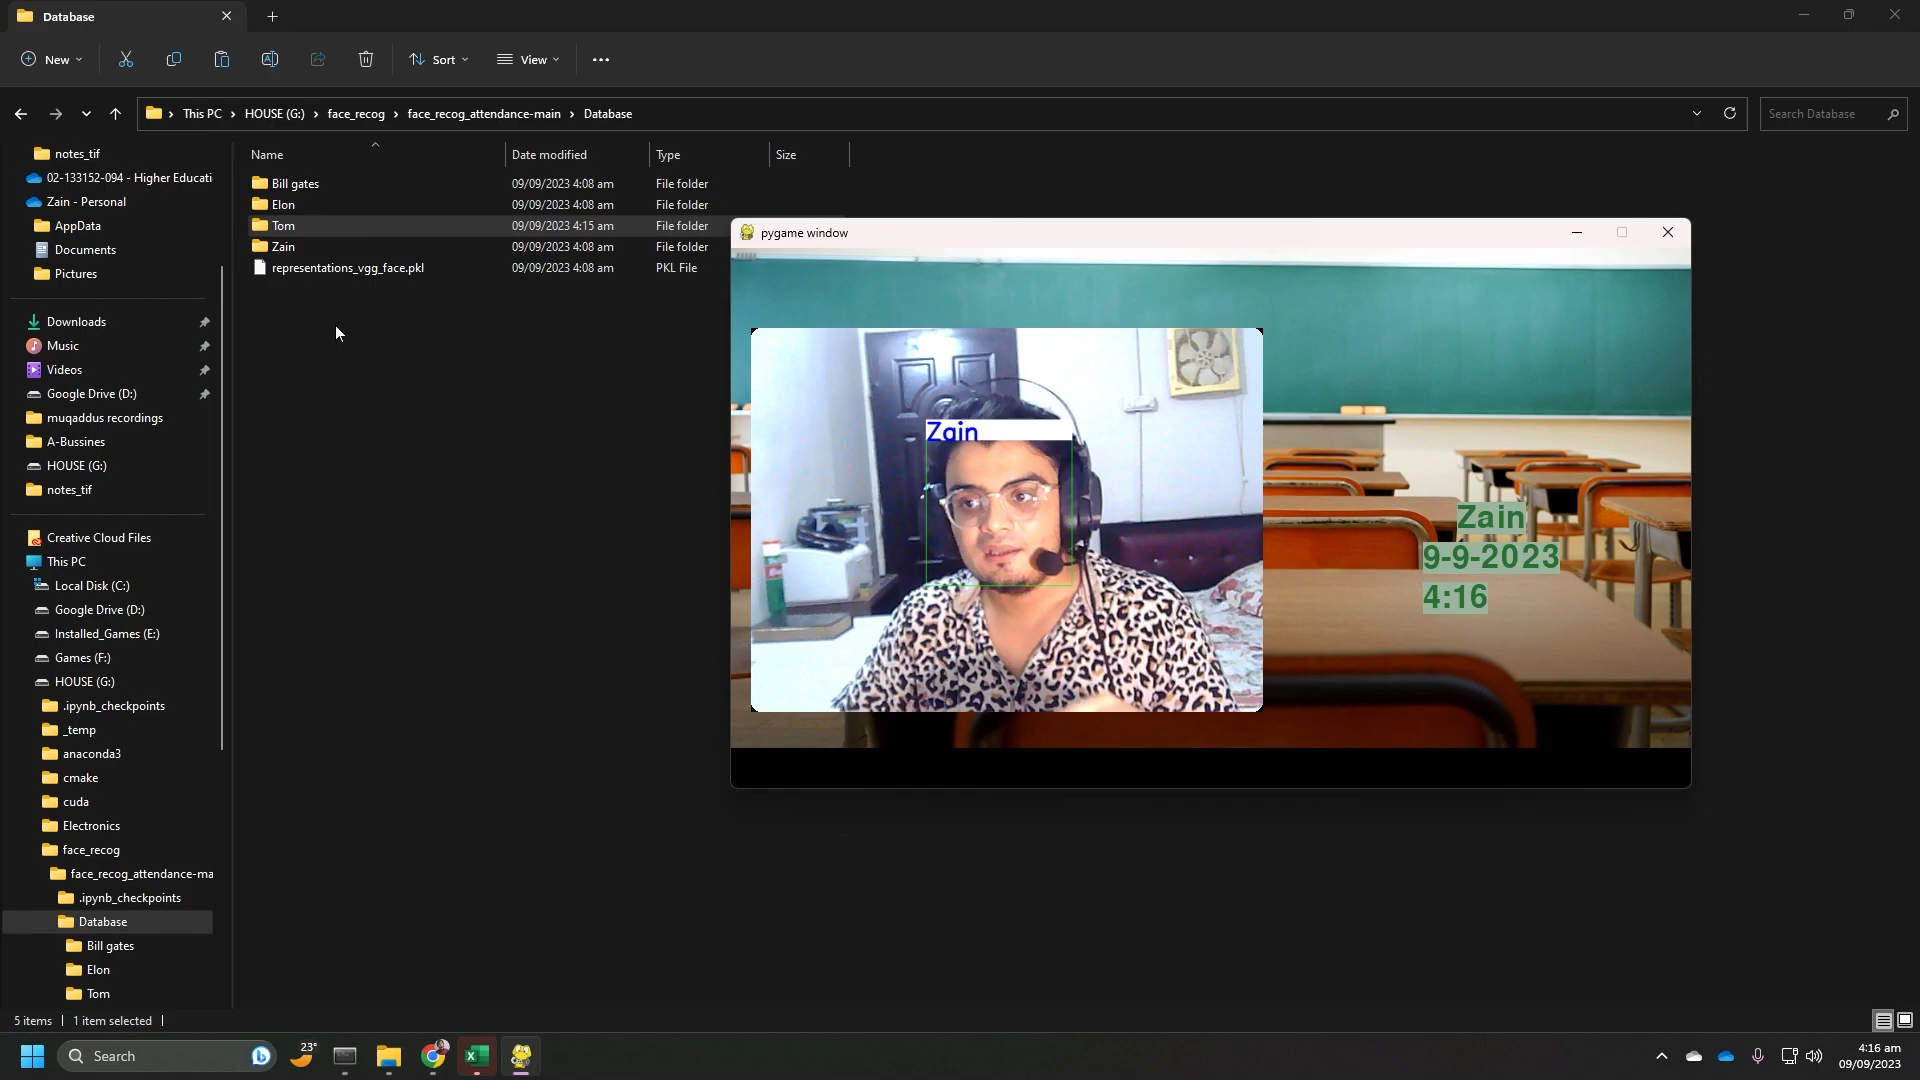 Database
New
Sort
View
This PC
HOUSE (G:)
face_recog
face_recog_attendance-main
Database
Search Database
Name
Date modified
Type
Size
Bill gates
09/09/2023 4:08 am
File folder
Elon
09/09/2023 4:08 am
File folder
Tom
09/09/2023 4:15 am
File folder
Zain
09/09/2023 4:08 am
File folder
representations_vgg_face.pkl
09/09/2023 4:08 am
PKL File
notes_tif
02-133152-094 - Higher Educati
Zain - Personal
AppData
Documents
Pictures
Downloads
Music
Videos
Google Drive (D:)
muqaddus recordings
A-Bussines
HOUSE (G:)
notes_tif
Creative Cloud Files
This PC
Local Disk (C:)
Google Drive (D:)
Installed_Games (E:)
Games (F:)
HOUSE (G:)
.ipynb_checkpoints
_temp
anaconda3
cmake
cuda
Electronics
face_recog
face_recog_attendance-ma
.ipynb_checkpoints
Database
Bill gates
Elon
Tom
pygame window
Zain
Zain
9-9-2023
4:16
5 items
1 item selected
Search
23°
4:16 am
09/09/2023